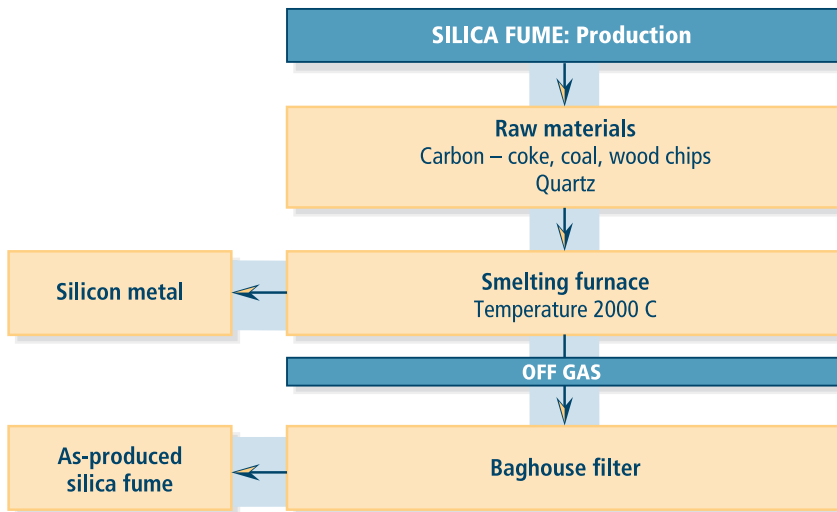 SILICA FUME: Production
Raw materials
Carbon – coke, coal, wood chips
Quartz
Silicon metal
Smelting furnace
Temperature 2000 C
OFF GAS
As-produced
silica fume
Baghouse filter